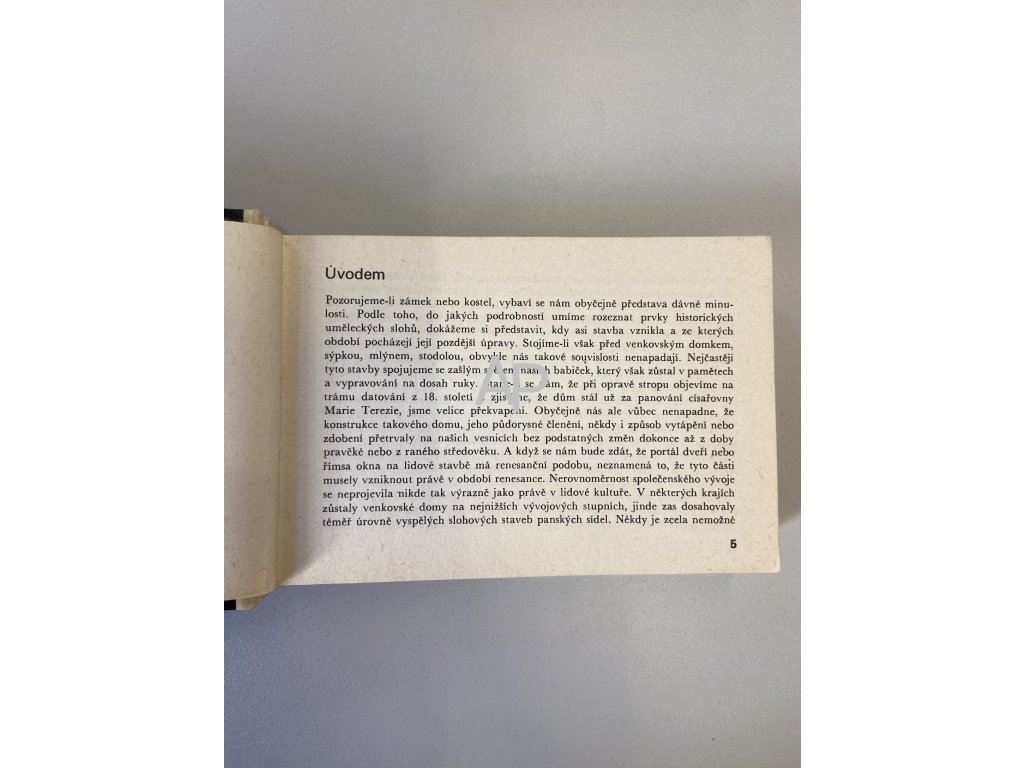 Úvodem
Pozorujeme-li zámek nebo kostel, vybaví se nám obyčejně představa dávné minu-
losti. Podle toho, do jakých podrobností umíme rozeznat prvky historických
uměleckých slohů, dokážeme si představit, kdy asi stavba vznikla a ze kterých
období pocházejí její pozdější úpravy. Stojíme-li však před venkovským domkem,
sýpkou, mlýnem, stodolou, obvykle nás takové souvislosti nenapadají. Nejčastěji
tyto stavby spojujeme se zašlým světem našich babiček, který však zůstal v pamětech
a vypravování na dosah ruky. Stane-li se nám, že při opravě stropu objevíme na
trámu datování z 18. století a zjistíme, že dům stál už za panování císařovny
Marie Terezie, jsme velice překvapeni. Obyčejně nás ale vůbec nenapadne, že
konstrukce takového domu, jeho půdorysné členění, někdy i způsob vytápění nebo
zdobení přetrvaly na našich vesnicích bez podstatných změn dokonce až z doby
pravěké nebo z raného středověku. A když se nám bude zdát, že portál dveří nebo
římsa okna na lidové stavbě má renesanční podobu, neznamená to, že tyto části
musely vzniknout právě v období renesance. Nerovnoměrnost společenského vývoje
se neprojevila nikde tak výrazně jako právě v lidové kultuře. V některých krajích
zůstaly venkovské domy na nejnižších vývojových stupních, jinde zas dosahovaly
téměř úrovně vyspělých slohových staveb panských sídel. Někdy je zcela nemožné
5
AP